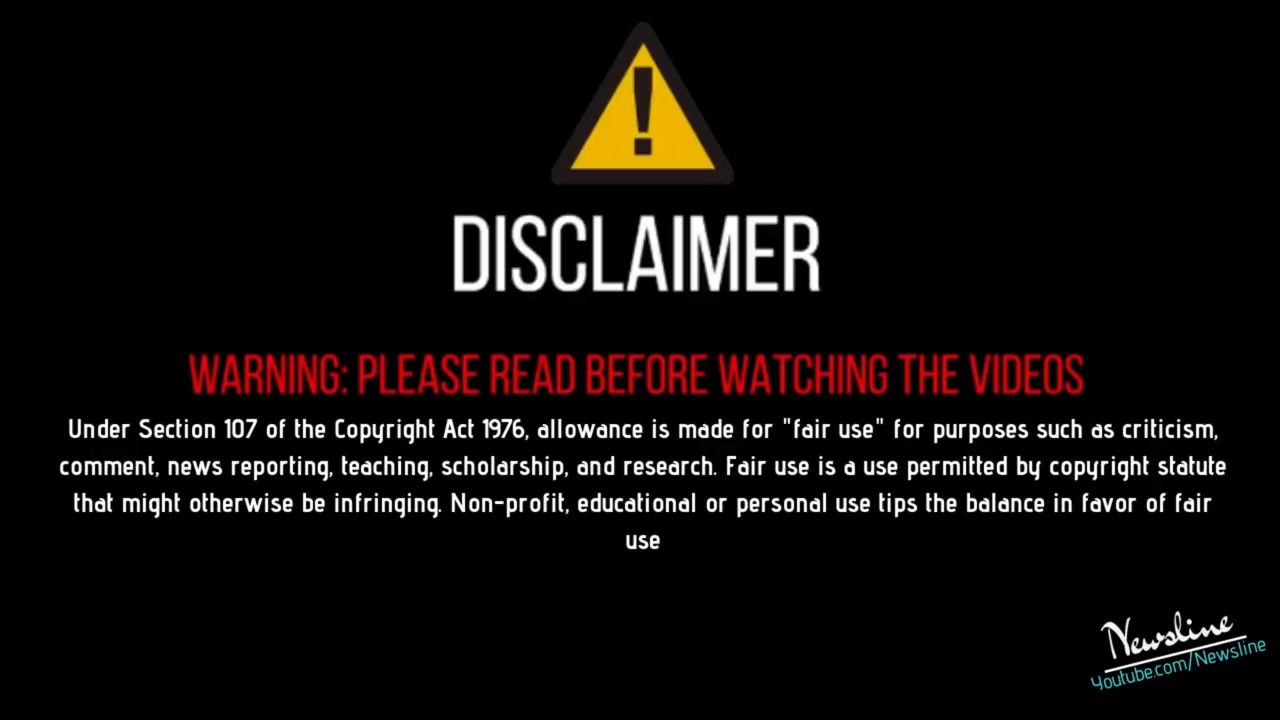 DISCLAIMER
WARNING: PLEASE READ BEFORE WATCHING THE VIDEOS
Under Section 107 of the Copyright Act 1976, allowance is made for "fair use" for purposes such as criticism,
comment, news reporting, teaching, scholarship, and research. Fair use is a use permitted by copyright statute
that might otherwise be infringing. Non-profit, educational or personal use tips the balance in favor of fair
use
Newsline
Youtube.com/Newsline